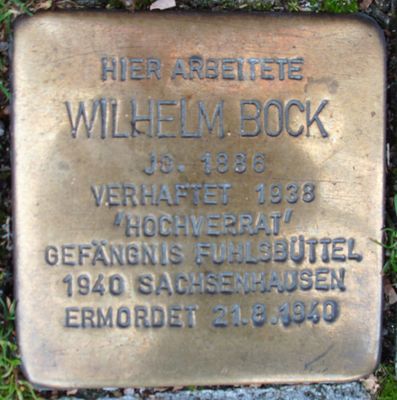 HIER ARBEITETE
WILHELM BOCK
JG. 1886
VERHAFTET 1938
'HOCHVERRAT'
GEFÄNGNIS FUHLSBÜTTEL
1940 SACHSENHAUSEN
ERMORDET 21.8.1940